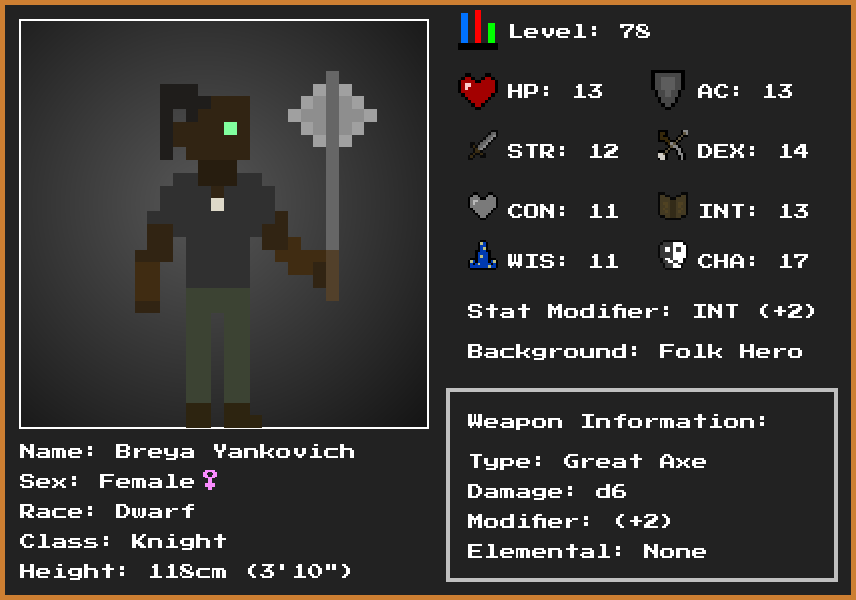 Level: 78
HP: 13
AC: 13
STR: 12
DEX: 14
CON: 11
INT: 13
WIS: 11
CHA: 17
Stat Modifier: INT (+2)
Background: Folk Hero
Weapon Information:
Type: Great Axe
Damage: d6
Modifier: (+2)
Elemental: None
Name: Breya Yankovich
Sex: Female♀
Race: Dwarf
Class: Knight
Height: 118cm (3'10")